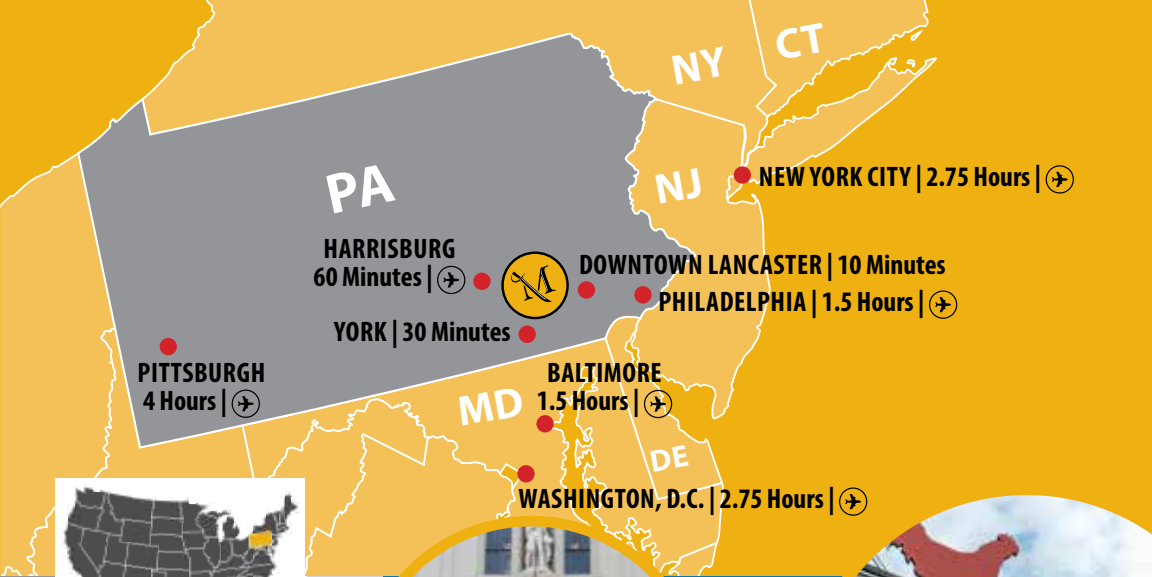 CT
NY
PA
NJ
NEW YORK CITY | 2.75 Hours |
HARRISBURG
60 Minutes |
M
DOWNTOWN LANCASTER | 10 Minutes
PHILADELPHIA | 1.5 Hours |
YORK | 30 Minutes
PITTSBURGH
4 Hours |
BALTIMORE
1.5 Hours |
MD
DE
WASHINGTON, D.C. | 2.75 Hours |